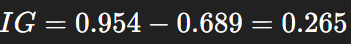 IG = 0.954 − 0.689 = 0.265